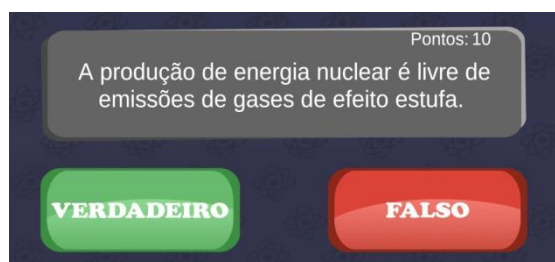 Pontos: 10
A produção de energia nuclear é livre de
emissões de gases de efeito estufa.
VERDADEIRO
FALSO